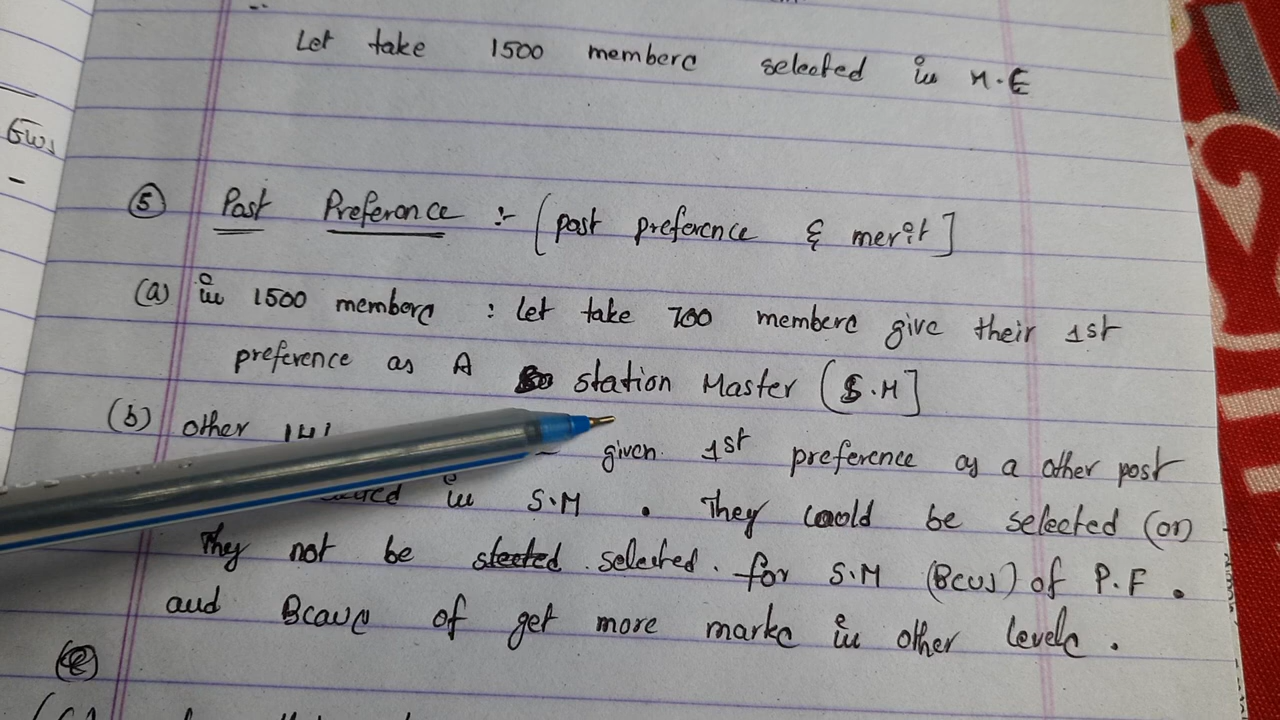 Let take 1500 members selected in M.E
⑤ Post Preference :- [post preference & merit]
(a) in 1500 members : let take 700 members give their 1st
preference as A station Master (S.M]
(b) other given 1st preference as a other post
in S.M . They could be selected (or)
They not be selected. for S.M (Bcus) of P.F .
and Bcaus of get more marks in other levels .